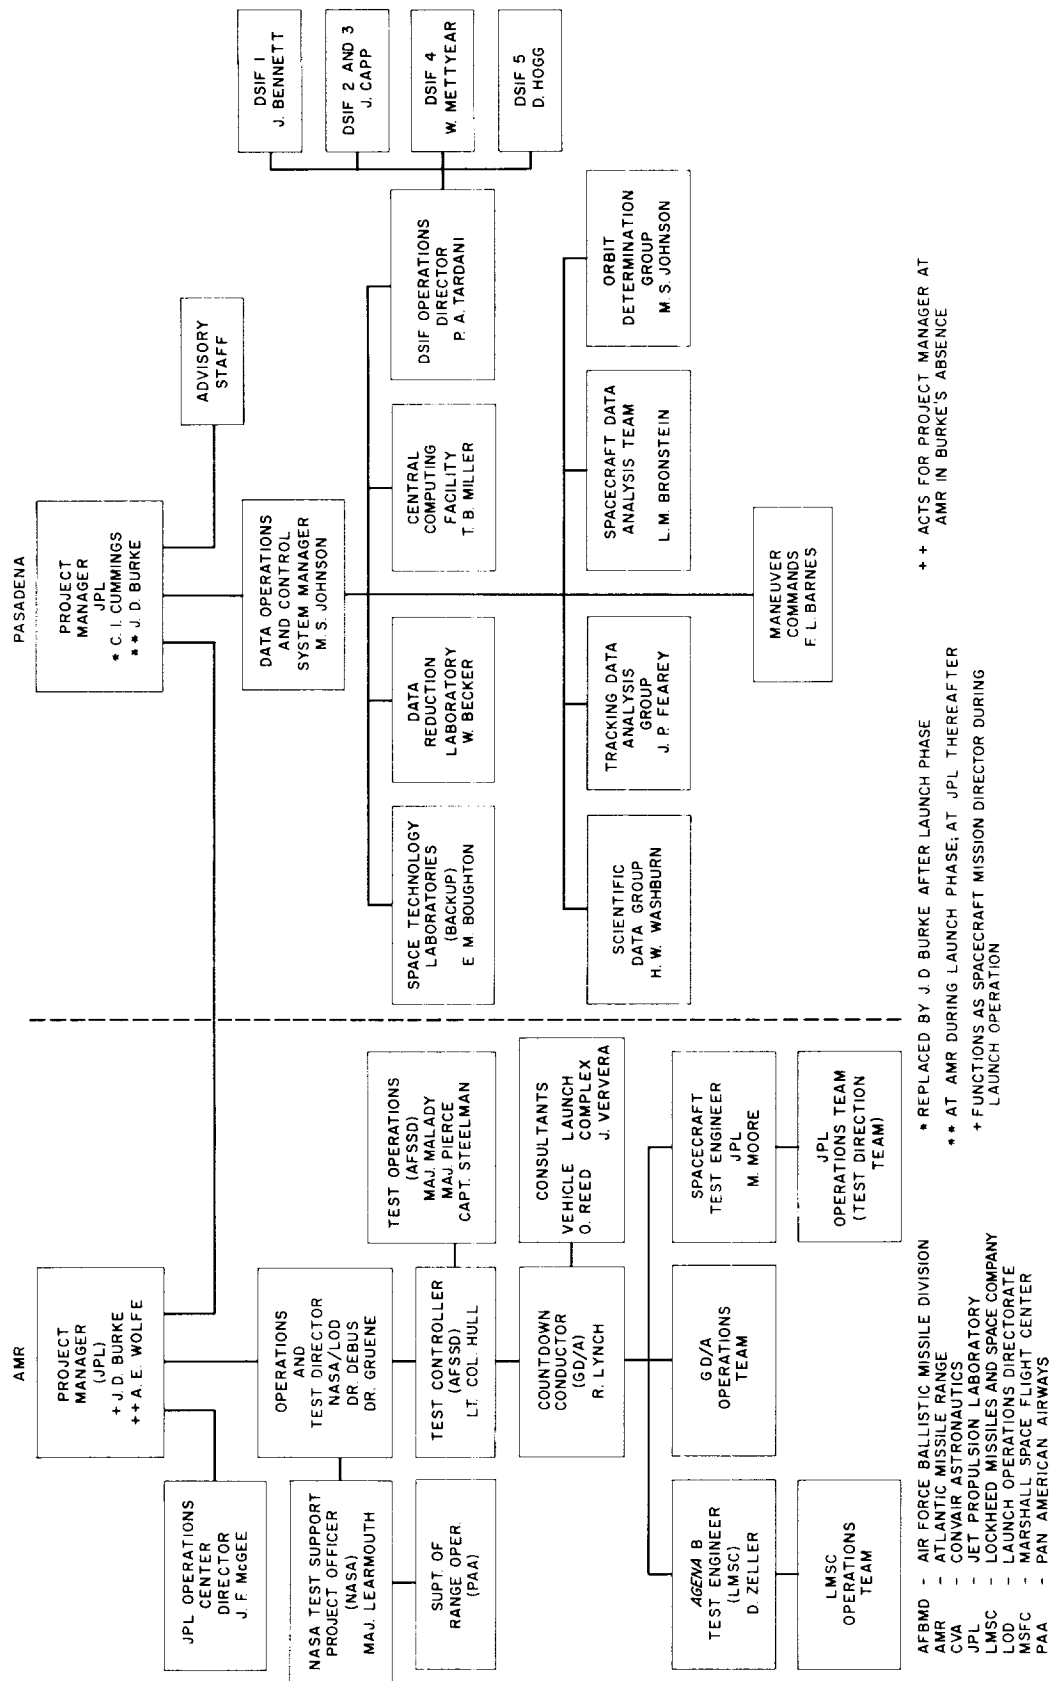 AMR
PROJECT
MANAGER
(JPL)
+ J. D. BURKE
++ A. E. WOLFE
JPL OPERATIONS
CENTER
DIRECTOR
J. F. McGEE
OPERATIONS
AND
TEST DIRECTOR
NASA/LOD
DR. DEBUS
DR. GRUENE
NASA TEST SUPPORT
PROJECT OFFICER
(NASA)
MAJ. LEARMOUTH
SUPT. OF
RANGE OPER.
(PAA)
TEST CONTROLLER
(AFSSD)
LT. COL. HULL
TEST OPERATIONS
(AFSSD)
MAJ. MALADY
MAJ. PIERCE
CAPT. STEELMAN
COUNTDOWN
CONDUCTOR
(GD/A)
R. LYNCH
CONSULTANTS
VEHICLE LAUNCH
COMPLEX
O. REED J. VERVERA
AGENA B
TEST ENGINEER
(LMSC)
D. ZELLER
GD/A
OPERATIONS
TEAM
SPACECRAFT
TEST ENGINEER
JPL
M. MOORE
LMSC
OPERATIONS
TEAM
JPL
OPERATIONS TEAM
(TEST DIRECTION
TEAM)
PASADENA
PROJECT
MANAGER
JPL
* C. I. CUMMINGS
** J. D. BURKE
ADVISORY
STAFF
DATA OPERATIONS
AND CONTROL
SYSTEM MANAGER
M. S. JOHNSON
SPACE TECHNOLOGY
LABORATORIES
(BACKUP)
E M. BOUGHTON
DATA
REDUCTION
LABORATORY
W. BECKER
CENTRAL
COMPUTING
FACILITY
T. B. MILLER
DSIF OPERATIONS
DIRECTOR
P. A. TARDANI
DSIF 1
J. BENNETT
DSIF 2 AND 3
J. CAPP
DSIF 4
W. METTYEAR
DSIF 5
D. HOGG
SCIENTIFIC
DATA GROUP
H. W. WASHBURN
TRACKING DATA
ANALYSIS
GROUP
J. P. FEAREY
SPACECRAFT DATA
ANALYSIS TEAM
L. M. BRONSTEIN
ORBIT
DETERMINATION
GROUP
M. S. JOHNSON
MANEUVER
COMMANDS
F. L. BARNES
AFBMD - AIR FORCE BALLISTIC MISSILE DIVISION
AMR - ATLANTIC MISSILE RANGE
CVA - CONVAIR ASTRONAUTICS
JPL - JET PROPULSION LABORATORY
LMSC - LOCKHEED MISSILES AND SPACE COMPANY
LOD - LAUNCH OPERATIONS DIRECTORATE
MSFC - MARSHALL SPACE FLIGHT CENTER
PAA - PAN AMERICAN AIRWAYS
* REPLACED BY J. D BURKE AFTER LAUNCH PHASE
** AT AMR DURING LAUNCH PHASE; AT JPL THEREAFTER
+ FUNCTIONS AS SPACECRAFT MISSION DIRECTOR DURING
LAUNCH OPERATION
++ ACTS FOR PROJECT MANAGER AT
AMR IN BURKE'S ABSENCE